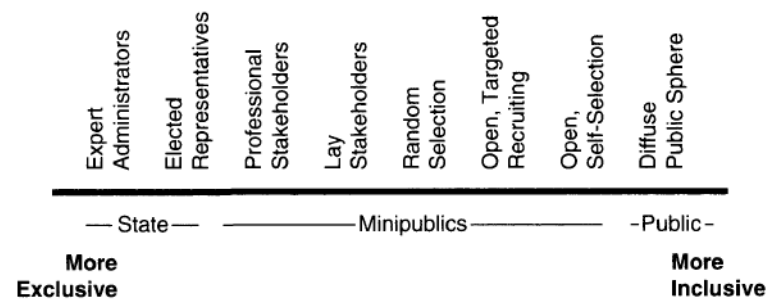 Expert
Administrators
Elected
Representatives
Professional
Stakeholders
Lay
Stakeholders
Random
Selection
Open, Targeted
Recruiting
Open,
Self-Selection
Diffuse
Public Sphere
State
Minipublics
Public
More
Exclusive
More
Inclusive